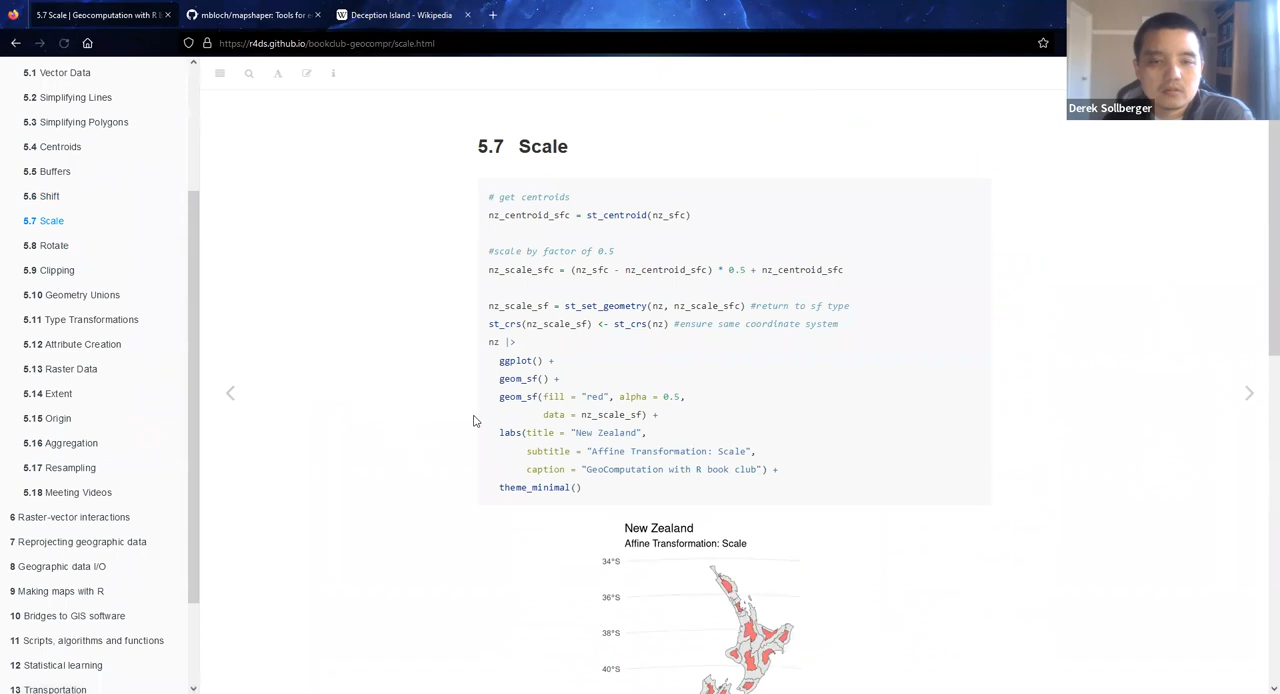 5.7 Scale | Geocomputation with R b
mbloch/mapshaper: Tools for e
Deception Island - Wikipedia
https://r4ds.github.io/bookclub-geocompr/scale.html
5.1 Vector Data
5.2 Simplifying Lines
5.3 Simplifying Polygons
5.4 Centroids
5.5 Buffers
5.6 Shift
5.7 Scale
5.8 Rotate
5.9 Clipping
5.10 Geometry Unions
5.11 Type Transformations
5.12 Attribute Creation
5.13 Raster Data
5.14 Extent
5.15 Origin
5.16 Aggregation
5.17 Resampling
5.18 Meeting Videos
6 Raster-vector interactions
7 Reprojecting geographic data
8 Geographic data I/O
9 Making maps with R
10 Bridges to GIS software
11 Scripts, algorithms and functions
12 Statistical learning
13 Transportation
5.7 Scale
# get centroids
nz_centroid_sfc = st_centroid(nz_sfc)
#scale by factor of 0.5
nz_scale_sfc = (nz_sfc - nz_centroid_sfc) * 0.5 + nz_centroid_sfc
nz_scale_sf = st_set_geometry(nz, nz_scale_sfc) #return to sf type
st_crs(nz_scale_sf) <- st_crs(nz) #ensure same coordinate system
nz |>
ggplot() +
geom_sf() +
geom_sf(fill = "red", alpha = 0.5,
data = nz_scale_sf) +
labs(title = "New Zealand",
subtitle = "Affine Transformation: Scale",
caption = "GeoComputation with R book club") +
theme_minimal()
New Zealand
Affine Transformation: Scale
34°S
36°S
38°S
40°S
Derek Sollberger